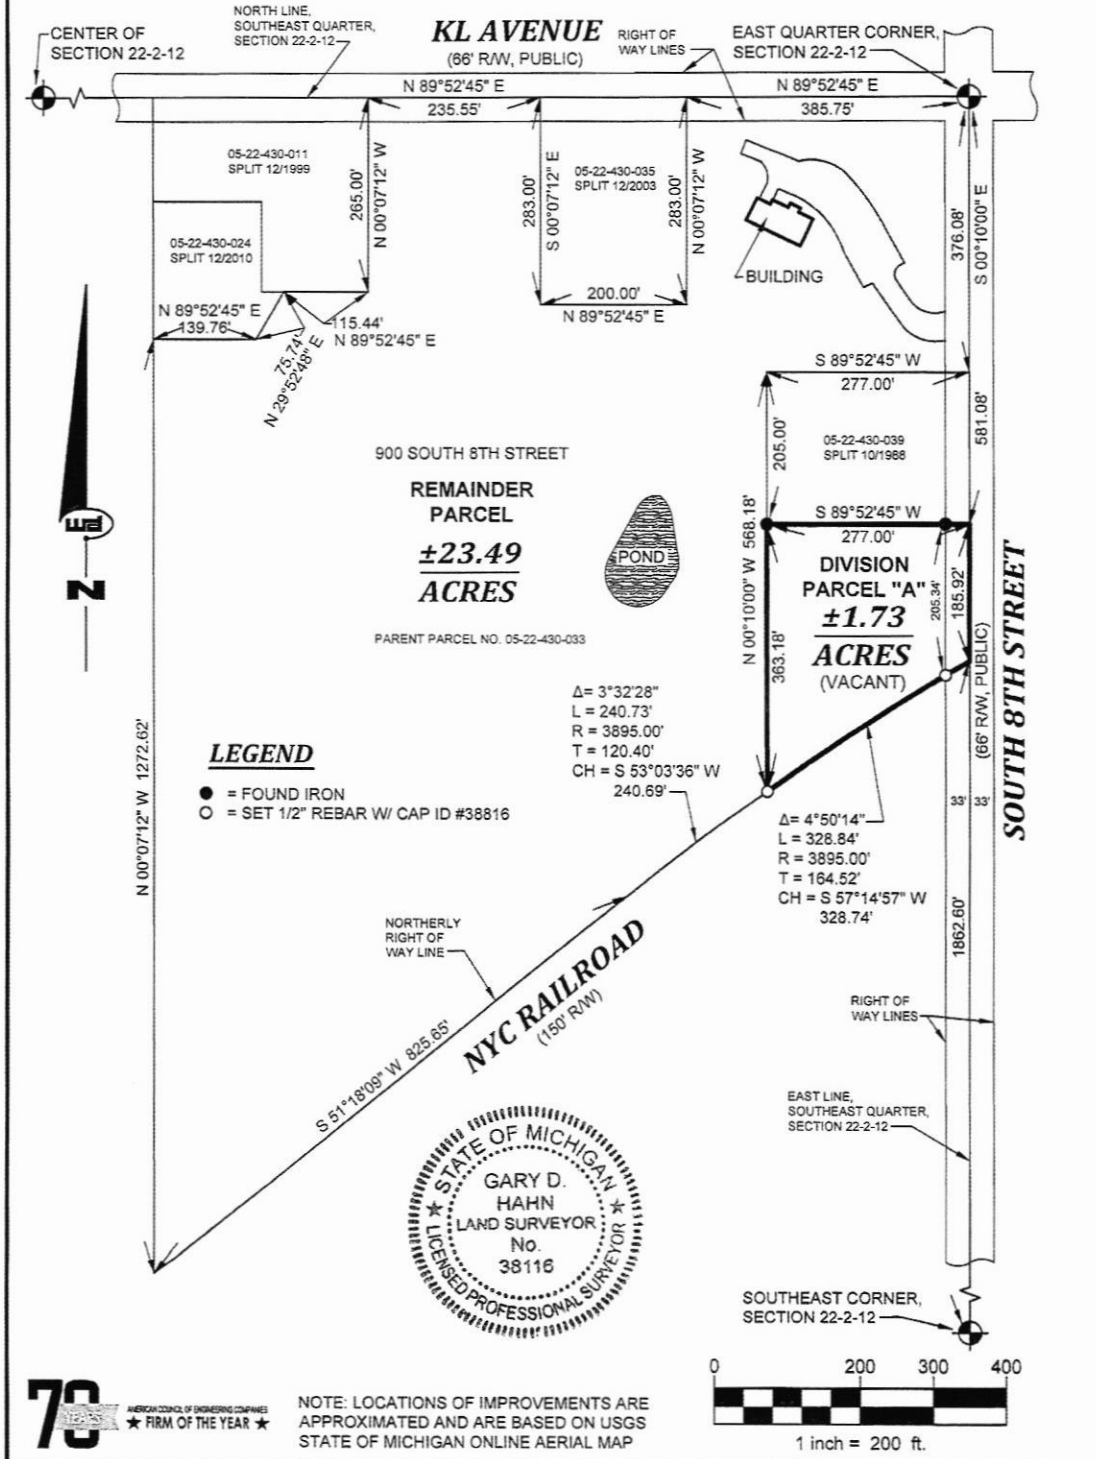 NORTH LINE,
SOUTHEAST QUARTER,
SECTION 22-2-12
CENTER OF
SECTION 22-2-12
KL AVENUE
(66' R/W, PUBLIC)
RIGHT OF
WAY LINES
EAST QUARTER CORNER,
SECTION 22-2-12
N 89°52'45" E
235.55'
N 89°52'45" E
385.75'
05-22-430-011
SPLIT 12/1999
265.00'
N 00°07'12" W
283.00'
S 00°07'12" E
05-22-430-035
SPLIT 12/2003
283.00'
N 00°07'12" W
376.08'
S 00°10'00" E
05-22-430-024
SPLIT 12/2010
BUILDING
200.00'
N 89°52'45" E
N 89°52'45" E
139.76'
115.44'
N 89°52'45" E
75.74'
N 29°52'48" E
S 89°52'45" W
277.00'
581.08'
205.00'
05-22-430-039
SPLIT 10/1988
900 SOUTH 8TH STREET
REMAINDER
PARCEL
±23.49
ACRES
POND
PARENT PARCEL NO. 05-22-430-033
S 89°52'45" W
277.00'
N 00°10'00" W 568.18'
363.18'
DIVISION
PARCEL "A"
±1.73
ACRES
(VACANT)
205.34'
185.92'
(66' R/W, PUBLIC)
SOUTH 8TH STREET
Δ= 3°32'28"
L = 240.73'
R = 3895.00'
T = 120.40'
CH = S 53°03'36" W
240.69'
N 00°07'12" W 1272.62'
LEGEND
= FOUND IRON
= SET 1/2" REBAR W/ CAP ID #38816
33' 33'
Δ= 4°50'14"
L = 328.84'
R = 3895.00'
T = 164.52'
CH = S 57°14'57" W
328.74'
1862.60'
NORTHERLY
RIGHT OF
WAY LINE
NYC RAILROAD
(150' R/W)
S 51°18'09" W 825.65'
RIGHT OF
WAY LINES
EAST LINE,
SOUTHEAST QUARTER,
SECTION 22-2-12
STATE OF MICHIGAN
GARY D.
HAHN
LAND SURVEYOR
No.
38116
LICENSED PROFESSIONAL SURVEYOR
SOUTHEAST CORNER,
SECTION 22-2-12
N
70
YEARS
AMERICAN COUNCIL OF ENGINEERING COMPANIES
★ FIRM OF THE YEAR ★
NOTE: LOCATIONS OF IMPROVEMENTS ARE
APPROXIMATED AND ARE BASED ON USGS
STATE OF MICHIGAN ONLINE AERIAL MAP
0 200 300 400
1 inch = 200 ft.